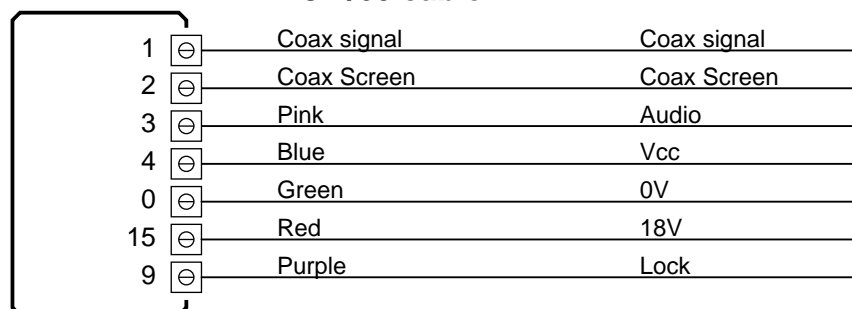 1 Coax signal Coax signal
2 Coax Screen Coax Screen
3 Pink Audio
4 Blue Vcc
0 Green 0V
15 Red 18V
9 Purple Lock